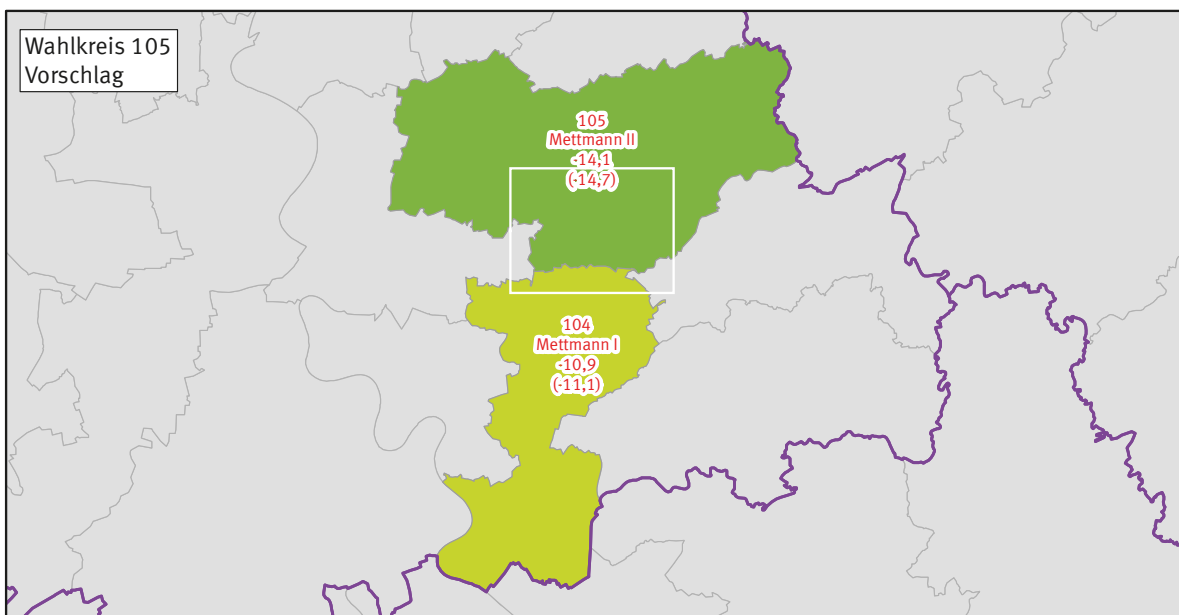 Wahlkreis 105
Vorschlag
105
Mettmann II
-14,1
(-14,7)
104
Mettmann I
-10,9
(-11,1)